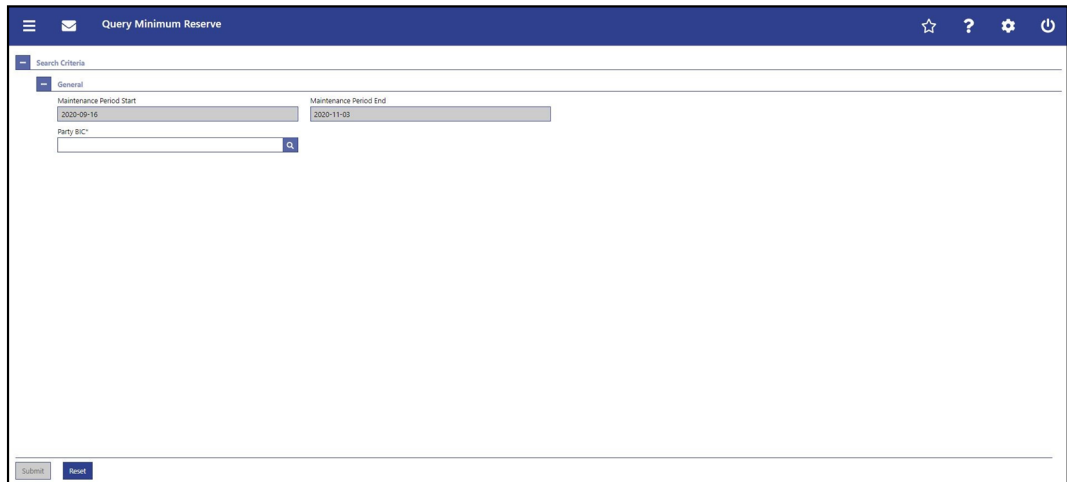 Query Minimum Reserve
Search Criteria
General
Maintenance Period Start Maintenance Period End
2020-09-16 2020-11-03
Party BIC*
Submit Reset